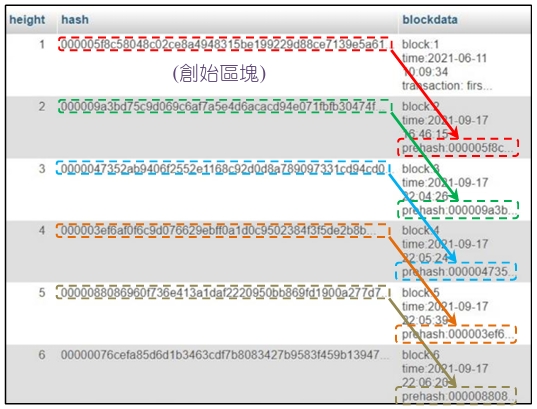 height hash blockdata
1 000005f8c58048c02ce8a4948315be199229d88ce7139e5a61... block:1
time:2021-06-11
10:09:34
transaction: firs...
(創始區塊)
2 000009a3bd75c9d069c6af7a5e4d6acacd94e071fbfb30474f... block:2
time:2021-09-17
16:46:15
prehash:000005f8c...
3 0000047352ab9406f2552e1168c92d0d8a789097331cd94cd0... block:3
time:2021-09-17
22:04:26
prehash:000009a3b...
4 000003ef6af0f6c9d076629ebff0a1d0c9502384f3f5de2b8b... block:4
time:2021-09-17
22:05:24
prehash:000004735...
5 0000088086960f736e413a1daf2220950bb869fd1900a277d7... block:5
time:2021-09-17
22:05:39
prehash:000003ef6...
6 00000076cefa85d6d1b3463cdf7b8083427b9583f459b13947... block:6
time:2021-09-17
22:06:20
prehash:000008808...